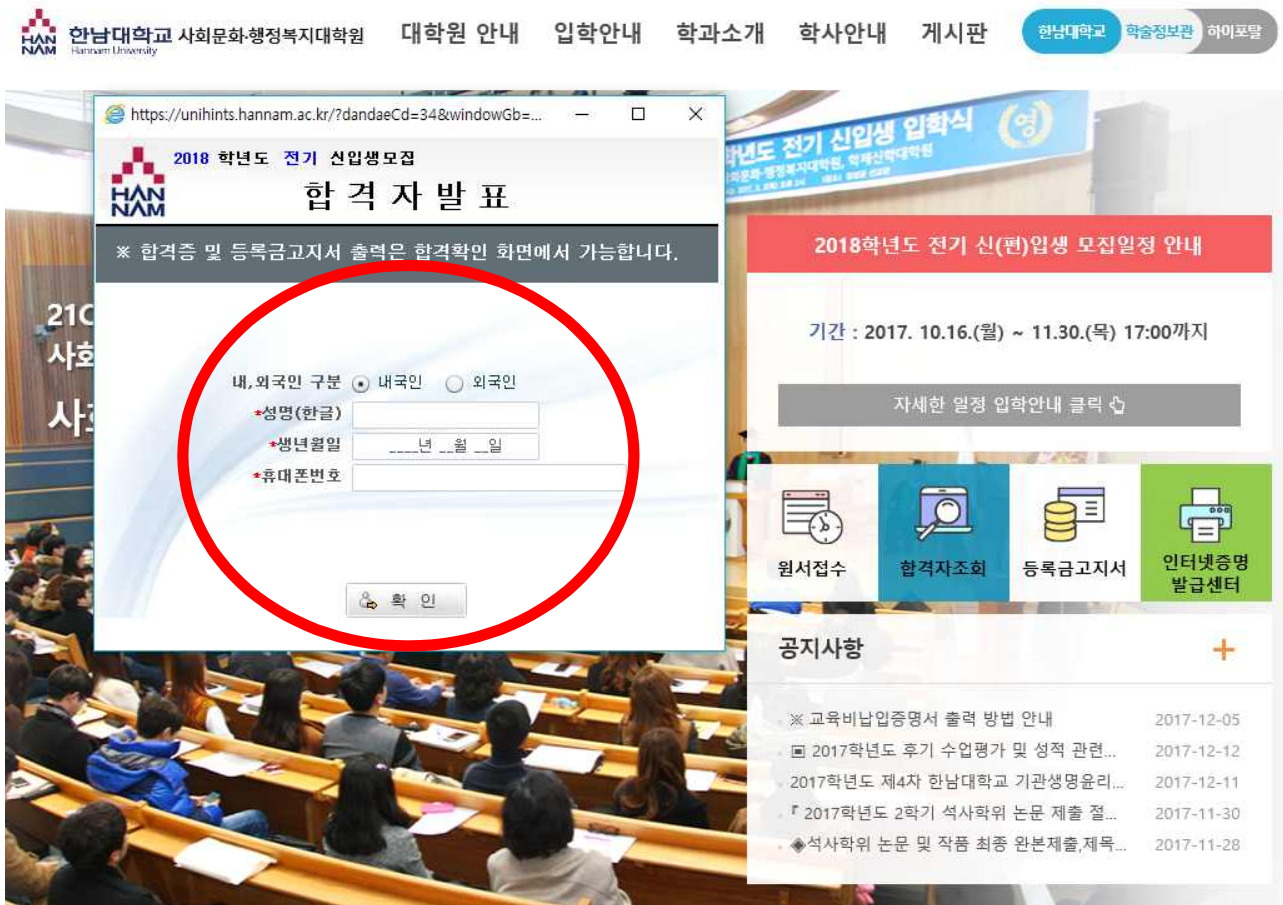 HAN
NAM
한남대학교 사회문화·행정복지대학원
Hannam University
대학원 안내 입학안내 학과소개 학사안내 게시판
한남대학교 학술정보관 하이포탈
https://unihints.hannam.ac.kr/?dandaeCd=34&windowGb=...
2018 학년도 전기 신입생모집
HAN
NAM
합격자발표
※ 합격증 및 등록금고지서 출력은 합격확인 화면에서 가능합니다.
내,외국인 구분 내국인 외국인
*성명(한글)
*생년월일 ____년 __월 __일
*휴대폰번호
확 인
21C
사회
사회
학년도 전기 신입생 입학식
영
2018학년도 전기 신(편)입생 모집일정 안내
기간 : 2017. 10.16.(월) ~ 11.30.(목) 17:00까지
자세한 일정 입학안내 클릭
원서접수
합격자조회
등록금고지서
인터넷증명
발급센터
공지사항 +
※ 교육비납입증명서 출력 방법 안내 2017-12-05
▣ 2017학년도 후기 수업평가 및 성적 관련... 2017-12-12
2017학년도 제4차 한남대학교 기관생명윤리... 2017-12-11
『 2017학년도 2학기 석사학위 논문 제출 절... 2017-11-30
◈석사학위 논문 및 작품 최종 완본제출,제목... 2017-11-28